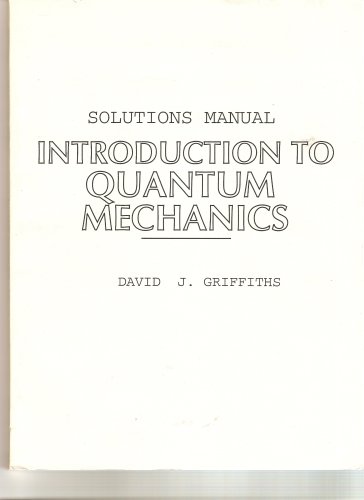 SOLUTIONS MANUAL
INTRODUCTION TO
QUANTUM
MECHANICS
DAVID J. GRIFFITHS